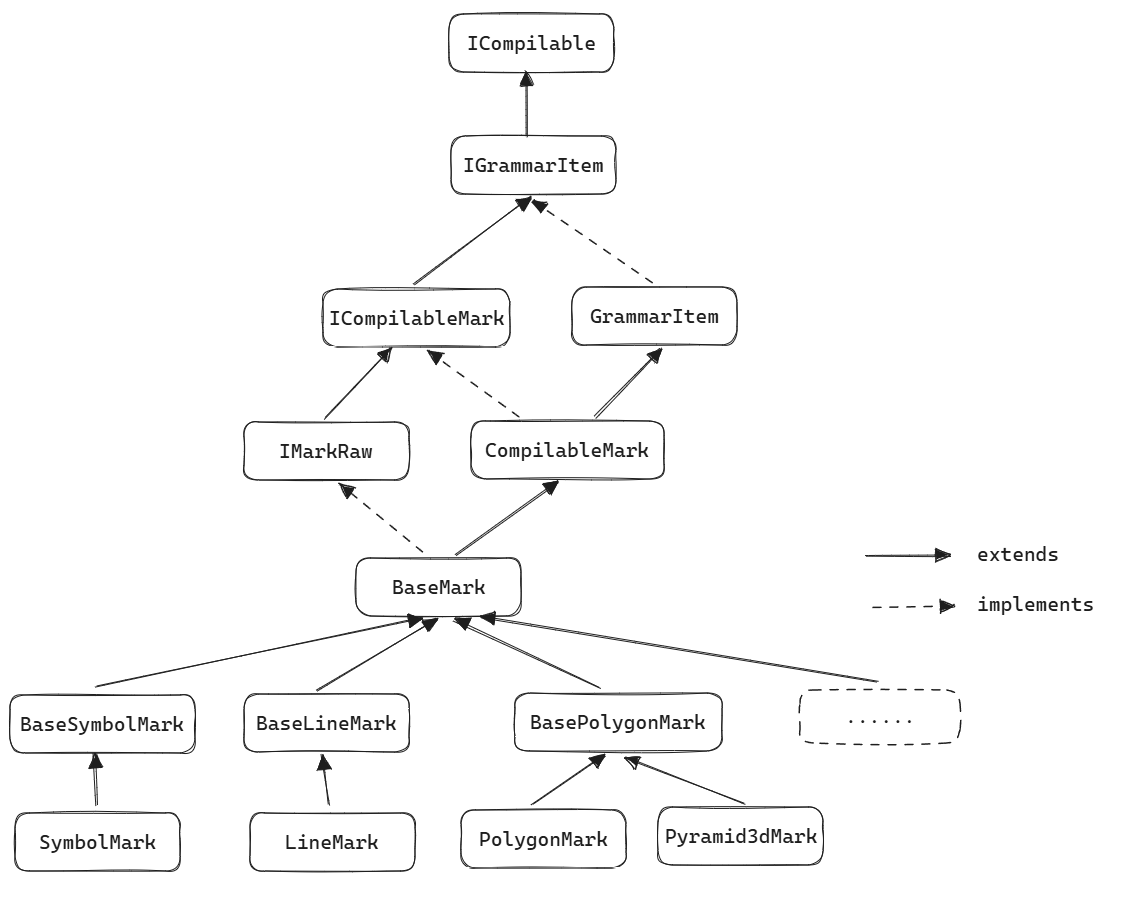 ICompilable
IGrammarItem
ICompilableMark
GrammarItem
IMarkRaw
CompilableMark
BaseMark
extends
implements
BaseSymbolMark
BaseLineMark
BasePolygonMark
......
SymbolMark
LineMark
PolygonMark
Pyramid3dMark